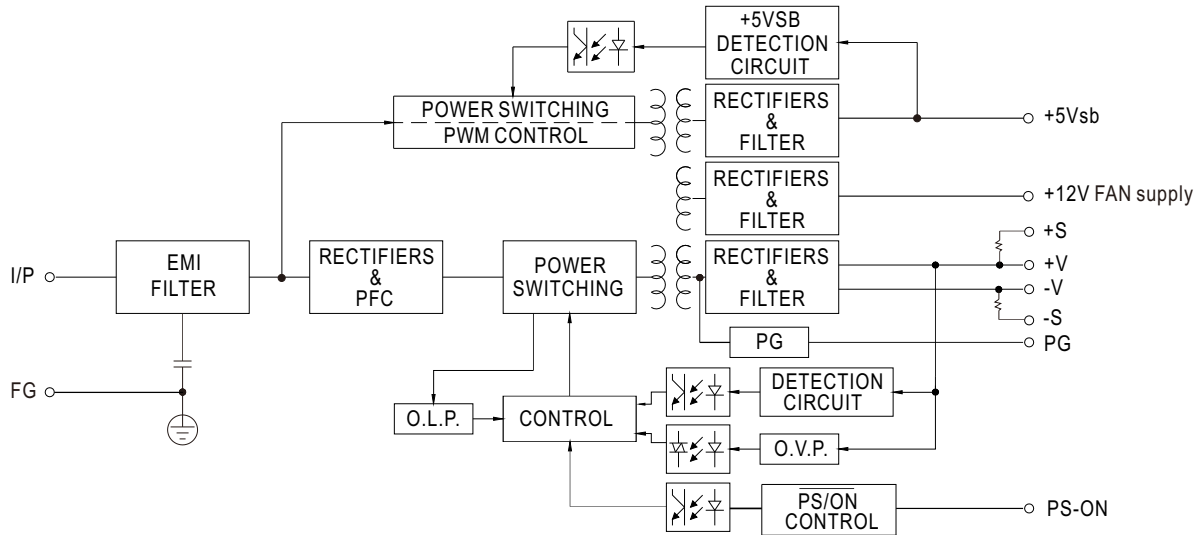 +5VSB
DETECTION
CIRCUIT
POWER SWITCHING
PWM CONTROL
RECTIFIERS
&
FILTER
+5Vsb
RECTIFIERS
&
FILTER
+12V FAN supply
I/P
EMI
FILTER
RECTIFIERS
&
PFC
POWER
SWITCHING
RECTIFIERS
&
FILTER
+S
+V
-V
-S
PG
PG
FG
O.L.P.
CONTROL
DETECTION
CIRCUIT
O.V.P.
PS/ON
CONTROL
PS-ON